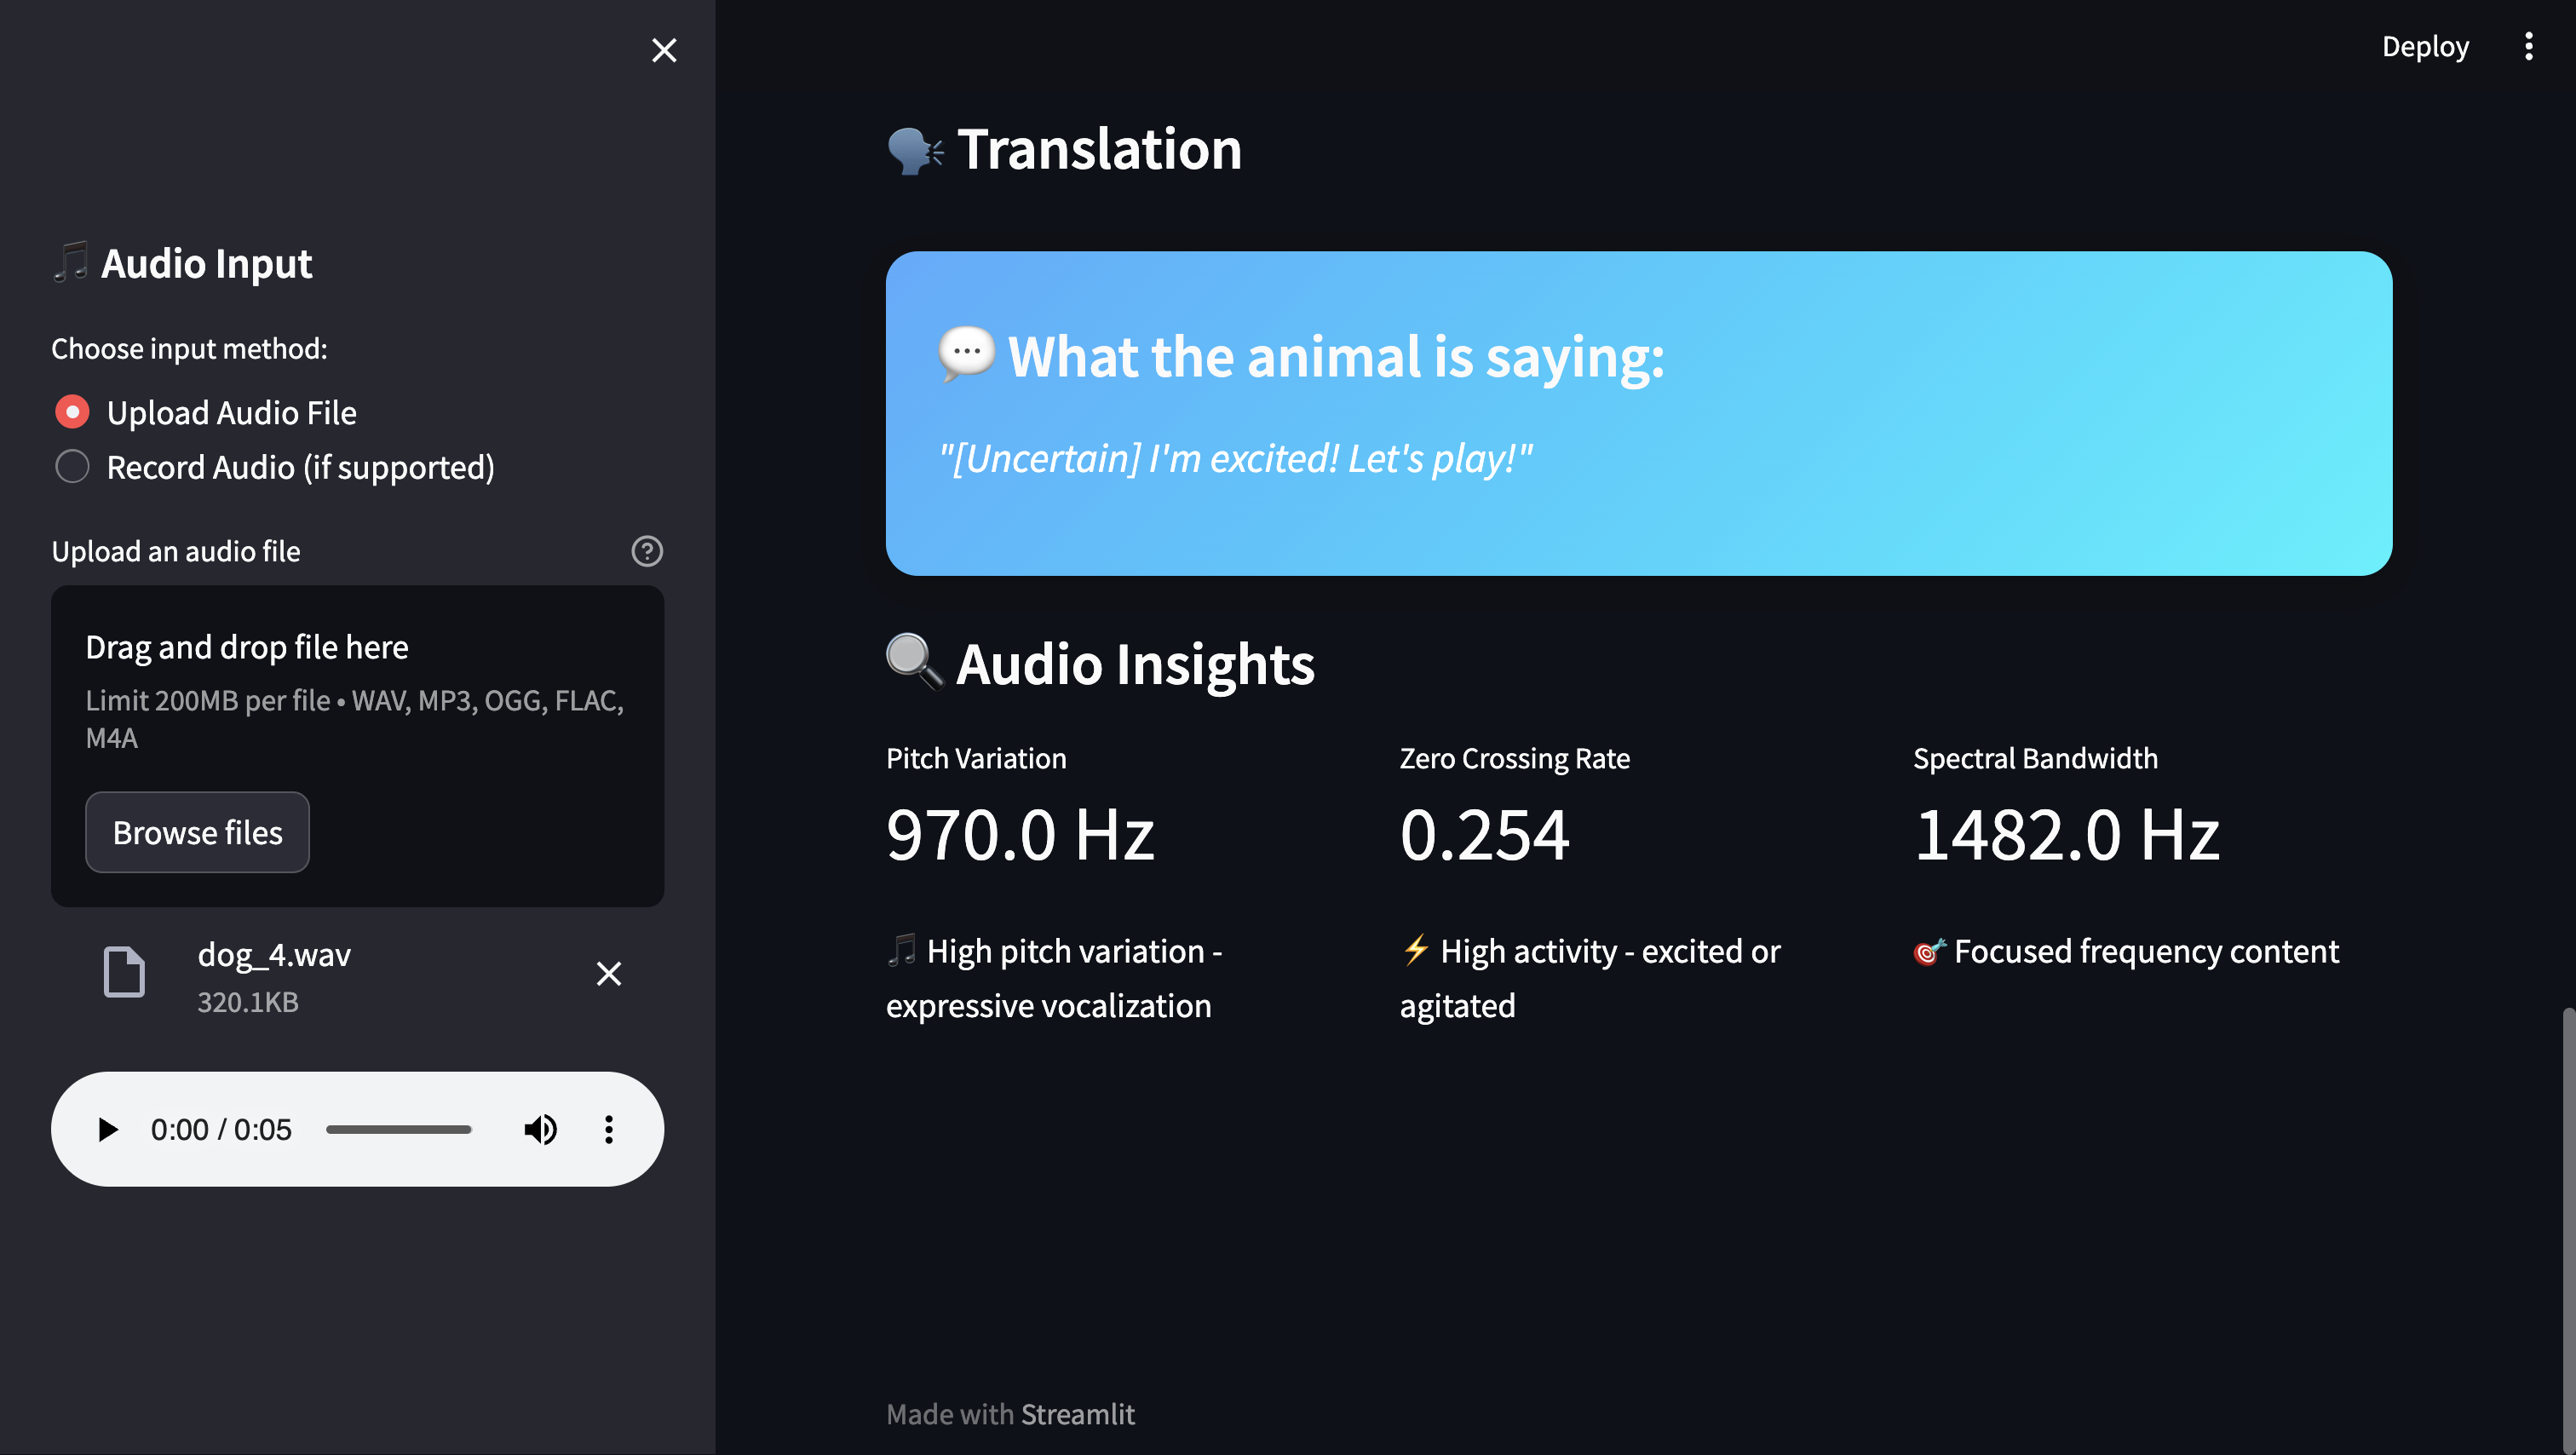 Deploy
Audio Input
Choose input method:
Upload Audio File
Record Audio (if supported)
Upload an audio file
Drag and drop file here
Limit 200MB per file • WAV, MP3, OGG, FLAC,
M4A
Browse files
dog_4.wav
320.1KB
0:00 / 0:05
Translation
What the animal is saying:
"[Uncertain] I'm excited! Let's play!"
Audio Insights
Pitch Variation
970.0 Hz
High pitch variation -
expressive vocalization
Zero Crossing Rate
0.254
High activity - excited or
agitated
Spectral Bandwidth
1482.0 Hz
Focused frequency content
Made with Streamlit